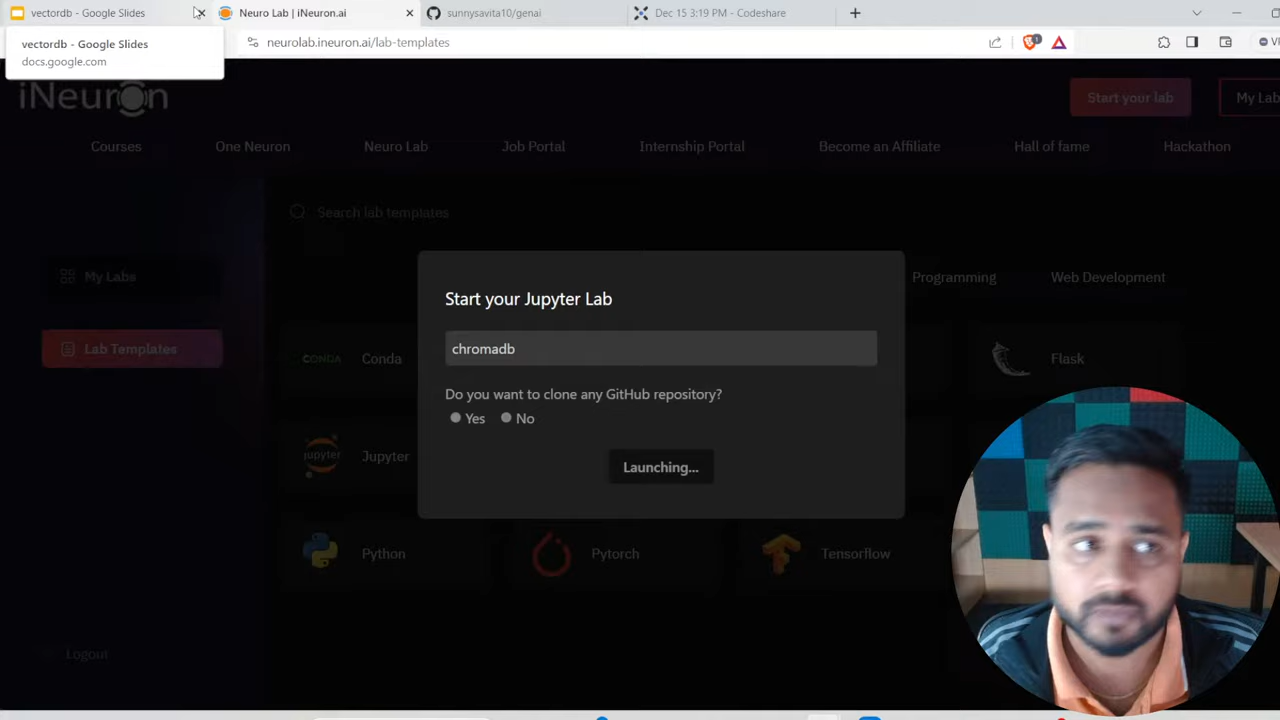 vectordb - Google Slides
Neuro Lab | iNeuron.ai
sunnysavita10/genai
Dec 15 3:19 PM - Codeshare
vectordb - Google Slides
docs.google.com
neurolab.ineuron.ai/lab-templates
1
VP
iNeuron
Start your lab
My Lab
Courses
One Neuron
Neuro Lab
Job Portal
Internship Portal
Become an Affiliate
Hall of fame
Hackathon
Search lab templates
My Labs
Programming
Web Development
Start your Jupyter Lab
chromadb
Lab Templates
CONDA
Conda
Flask
Do you want to clone any GitHub repository?
Yes
No
jupyter
Jupyter
Launching...
Python
Pytorch
Tensorflow
Logout